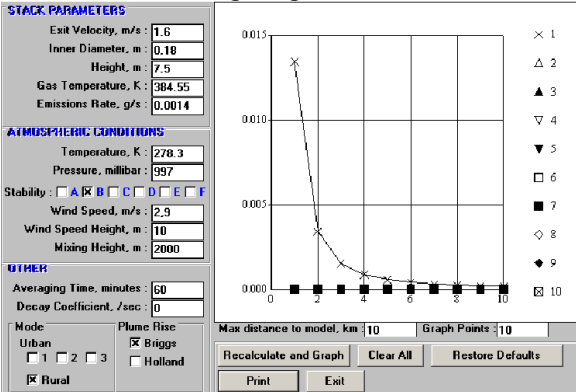 STACK PARAMETERS
Exit Velocity, m/s : 1.6
Inner Diameter, m : 0.18
Height, m : 7.5
Gas Temperature, K : 384.55
Emissions Rate, g/s : 0.0014
ATMOSPHERIC CONDITIONS
Temperature, K : 278.3
Pressure, millibar : 997
Stability : A B C D E F
Wind Speed, m/s : 2.9
Wind Speed Height, m : 10
Mixing Height, m : 2000
OTHER
Averaging Time, minutes : 60
Decay Coefficient, /sec : 0
Mode
Urban
1 2 3
Rural
Plume Rise
Briggs
Holland
0.015
0.010
0.005
0.000
0 2 4 6 8 10
1
2
3
4
5
6
7
8
9
10
Max distance to model, km : 10 Graph Points : 10
Recalculate and Graph Clear All Restore Defaults
Print Exit